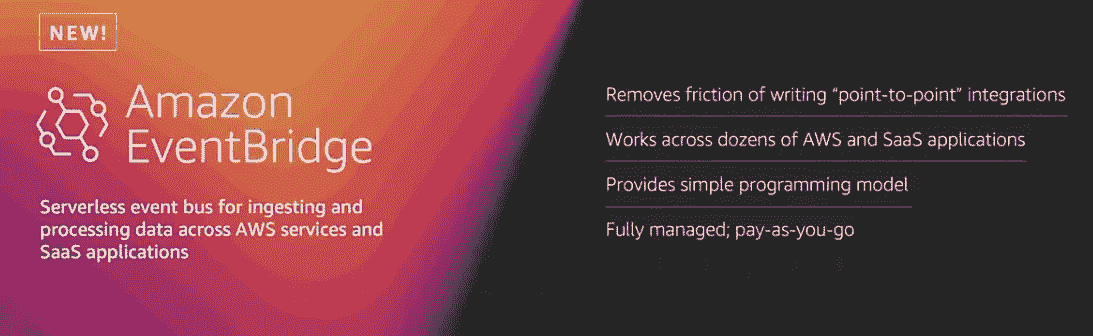 NEW!
Amazon
EventBridge
Serverless event bus for ingesting and
processing data across AWS services and
SaaS applications
Removes friction of writing “point-to-point” integrations
Works across dozens of AWS and SaaS applications
Provides simple programming model
Fully managed; pay-as-you-go